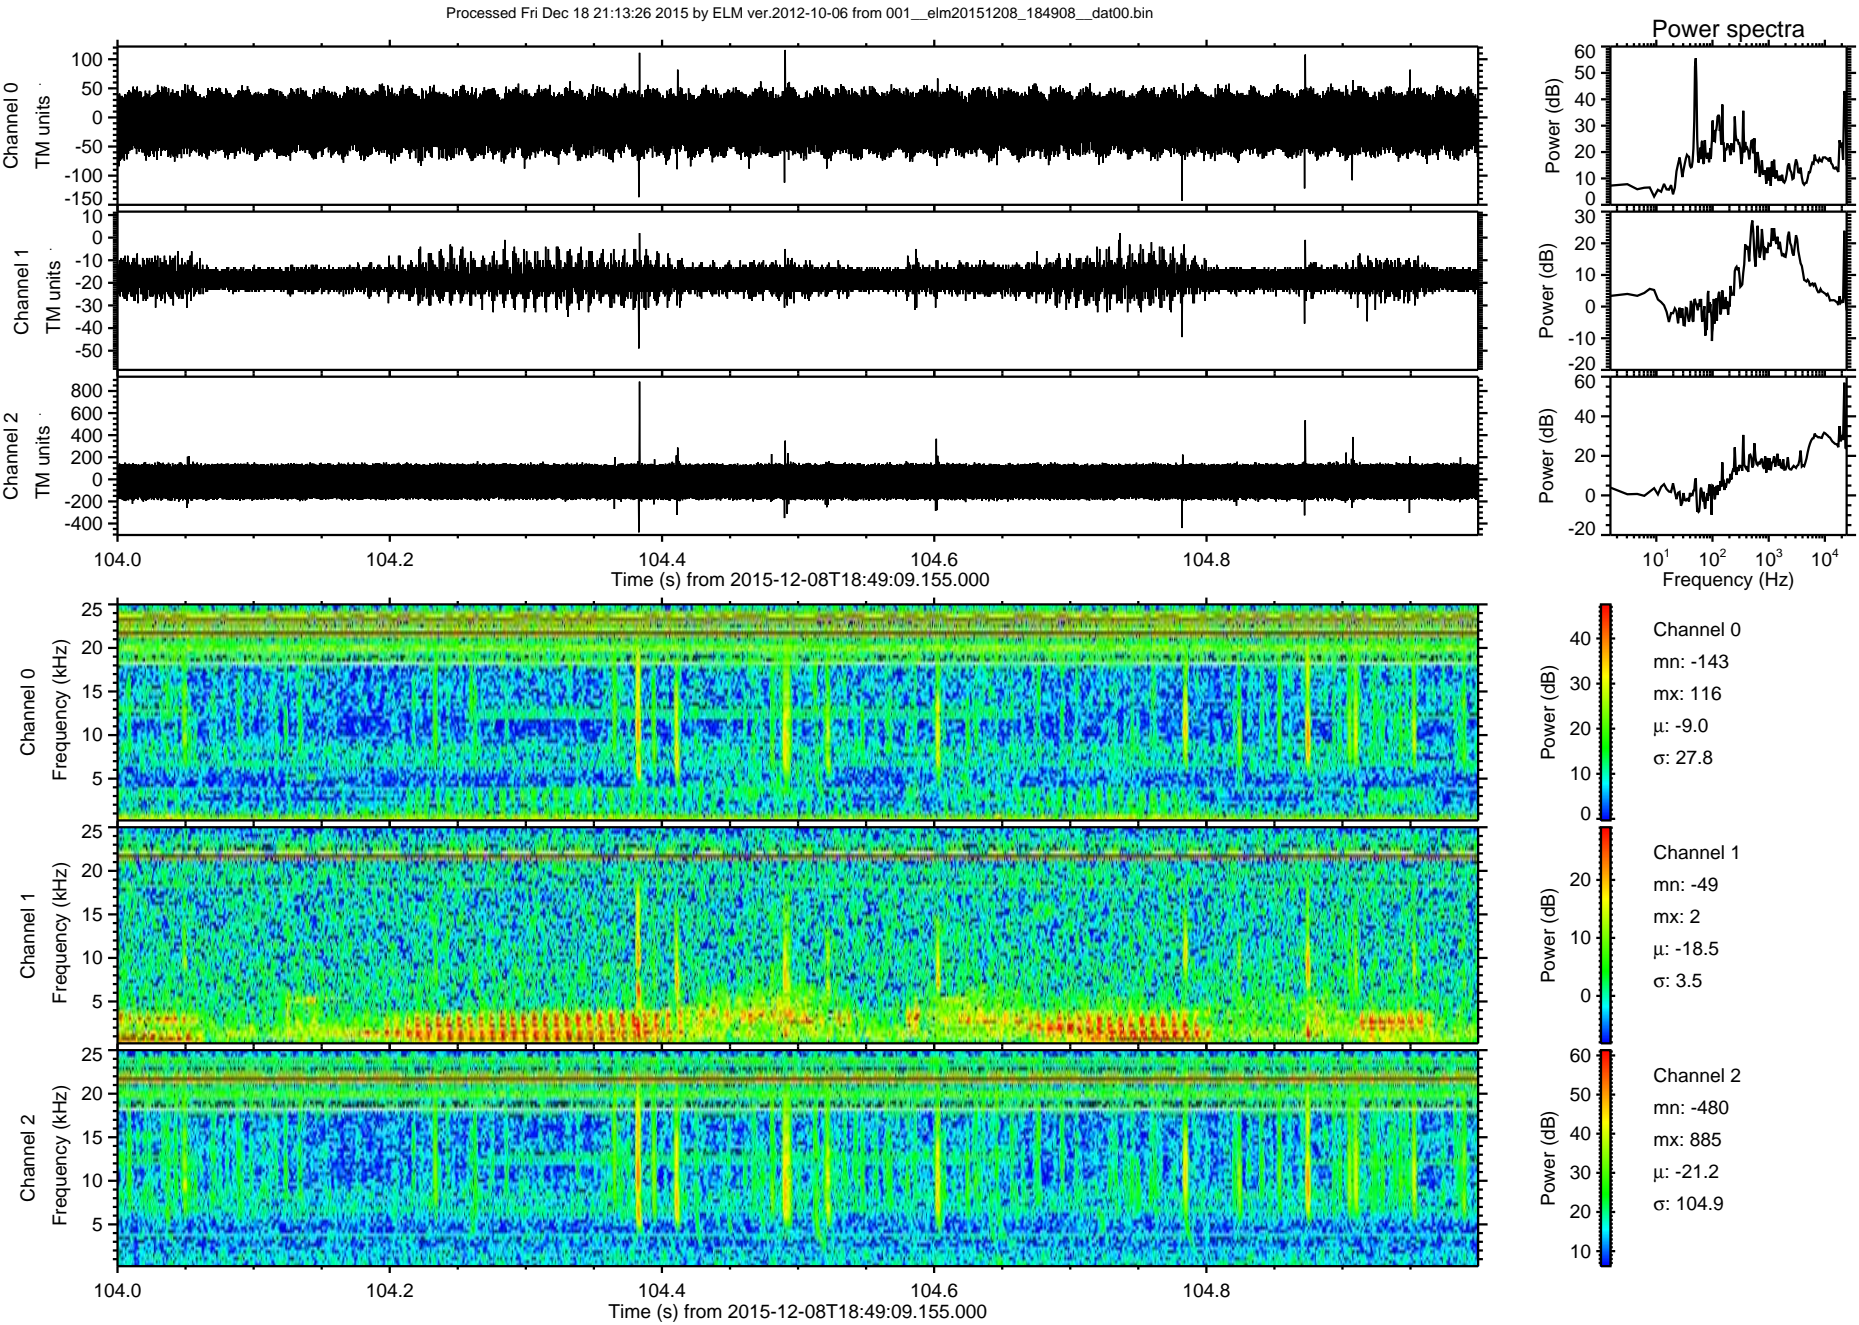 Processed Fri Dec 18 21:13:26 2015 by ELM ver.2012-10-06 from 001__elm20151208_184908__dat00.bin
Power spectra
Channel 0
TM units
100
50
0
-50
-100
-150
Power (dB)
60
50
40
30
20
10
0
Channel 1
TM units
10
0
-10
-20
-30
-40
-50
Power (dB)
30
20
10
0
-10
-20
Channel 2
TM units
800
600
400
200
0
-200
-400
Power (dB)
60
40
20
0
-20
104.0 104.2 104.4 104.6 104.8
Time (s) from 2015-12-08T18:49:09.155.000
10^1 10^2 10^3 10^4
Frequency (Hz)
Channel 0
Frequency (kHz)
25
20
15
10
5
Power (dB)
40
30
20
10
0
Channel 0
mn: -143
mx: 116
μ: -9.0
σ: 27.8
Channel 1
Frequency (kHz)
25
20
15
10
5
Power (dB)
20
10
0
Channel 1
mn: -49
mx: 2
μ: -18.5
σ: 3.5
Channel 2
Frequency (kHz)
25
20
15
10
5
Power (dB)
60
50
40
30
20
10
Channel 2
mn: -480
mx: 885
μ: -21.2
σ: 104.9
104.0 104.2 104.4 104.6 104.8
Time (s) from 2015-12-08T18:49:09.155.000